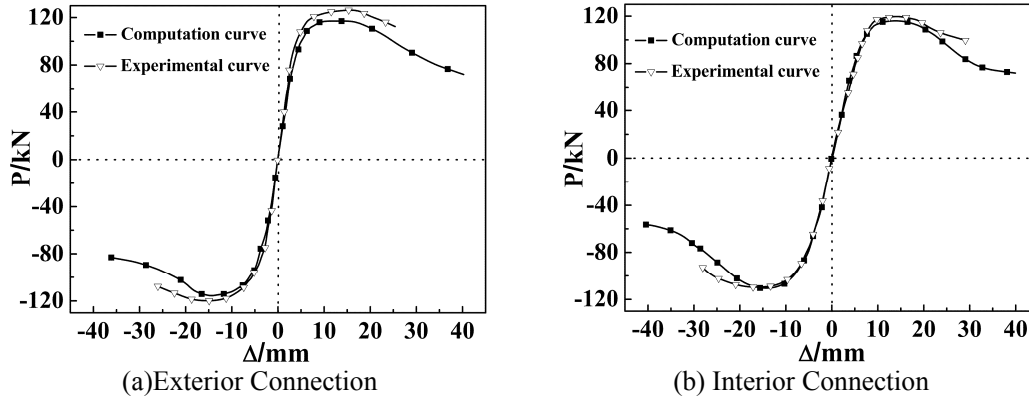 120
80
40
0
-40
-80
-120
P/kN
Computation curve
Experimental curve
-40 -30 -20 -10 0 10 20 30 40
Δ/mm
(a)Exterior Connection
120
80
40
0
-40
-80
-120
P/kN
Computation curve
Experimental curve
-40 -30 -20 -10 0 10 20 30 40
Δ/mm
(b) Interior Connection